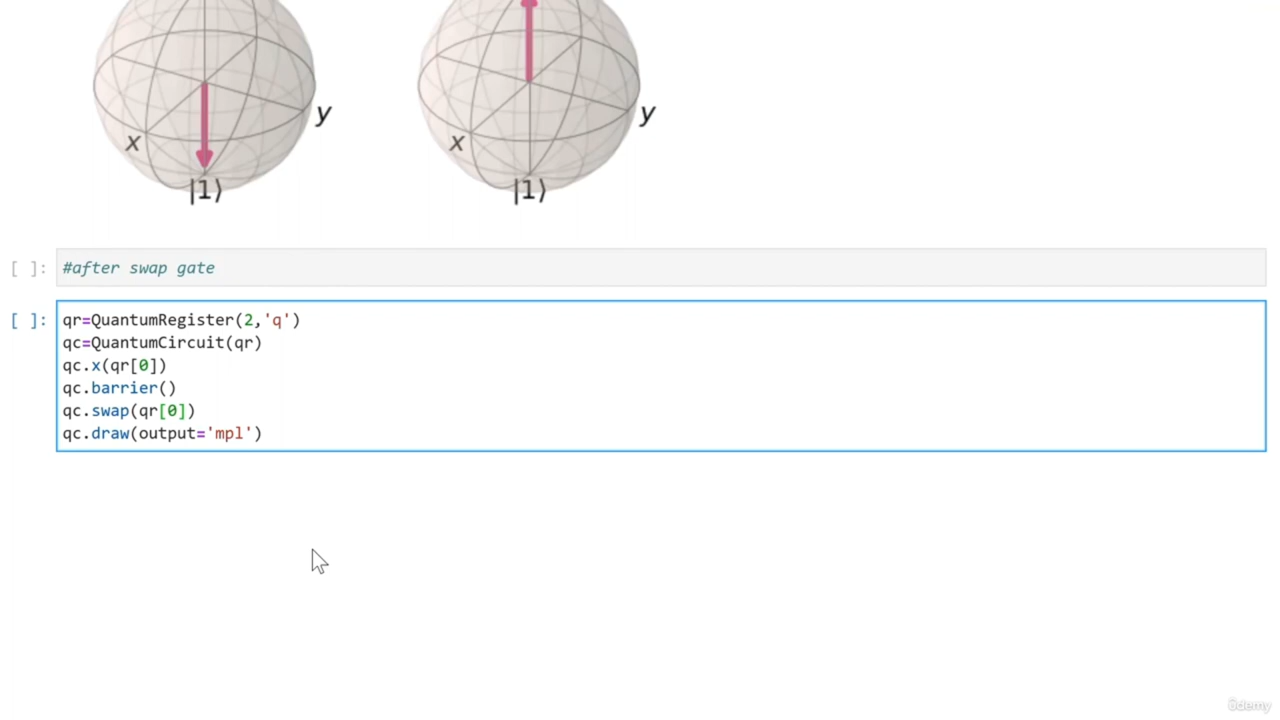 x
y
|1⟩
x
y
|1⟩
[ ]: #after swap gate
[ ]: qr=QuantumRegister(2,'q')
qc=QuantumCircuit(qr)
qc.x(qr[0])
qc.barrier()
qc.swap(qr[0])
qc.draw(output='mpl')
ûdemy